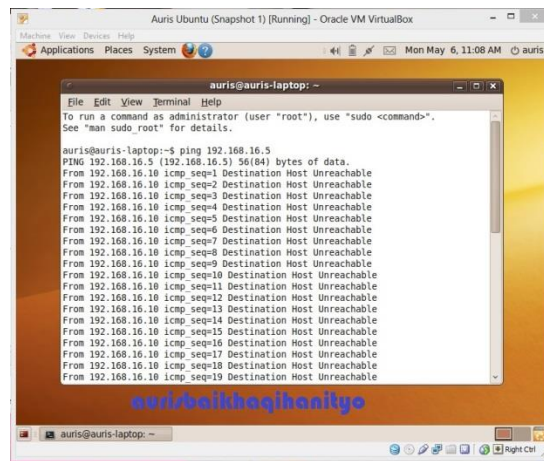 Auris Ubuntu (Snapshot 1) [Running] - Oracle VM VirtualBox
Machine View Devices Help
Applications Places System Mon May 6, 11:08 AM auris
auris@auris-laptop: ~
File Edit View Terminal Help
To run a command as administrator (user "root"), use "sudo <command>".
See "man sudo_root" for details.
auris@auris-laptop:~$ ping 192.168.16.5
PING 192.168.16.5 (192.168.16.5) 56(84) bytes of data.
From 192.168.16.10 icmp_seq=1 Destination Host Unreachable
From 192.168.16.10 icmp_seq=2 Destination Host Unreachable
From 192.168.16.10 icmp_seq=3 Destination Host Unreachable
From 192.168.16.10 icmp_seq=4 Destination Host Unreachable
From 192.168.16.10 icmp_seq=5 Destination Host Unreachable
From 192.168.16.10 icmp_seq=6 Destination Host Unreachable
From 192.168.16.10 icmp_seq=7 Destination Host Unreachable
From 192.168.16.10 icmp_seq=8 Destination Host Unreachable
From 192.168.16.10 icmp_seq=9 Destination Host Unreachable
From 192.168.16.10 icmp_seq=10 Destination Host Unreachable
From 192.168.16.10 icmp_seq=11 Destination Host Unreachable
From 192.168.16.10 icmp_seq=12 Destination Host Unreachable
From 192.168.16.10 icmp_seq=13 Destination Host Unreachable
From 192.168.16.10 icmp_seq=14 Destination Host Unreachable
From 192.168.16.10 icmp_seq=15 Destination Host Unreachable
From 192.168.16.10 icmp_seq=16 Destination Host Unreachable
From 192.168.16.10 icmp_seq=17 Destination Host Unreachable
From 192.168.16.10 icmp_seq=18 Destination Host Unreachable
From 192.168.16.10 icmp_seq=19 Destination Host Unreachable
aurisbaikhaqihanityo
auris@auris-laptop: ~
Right Ctrl